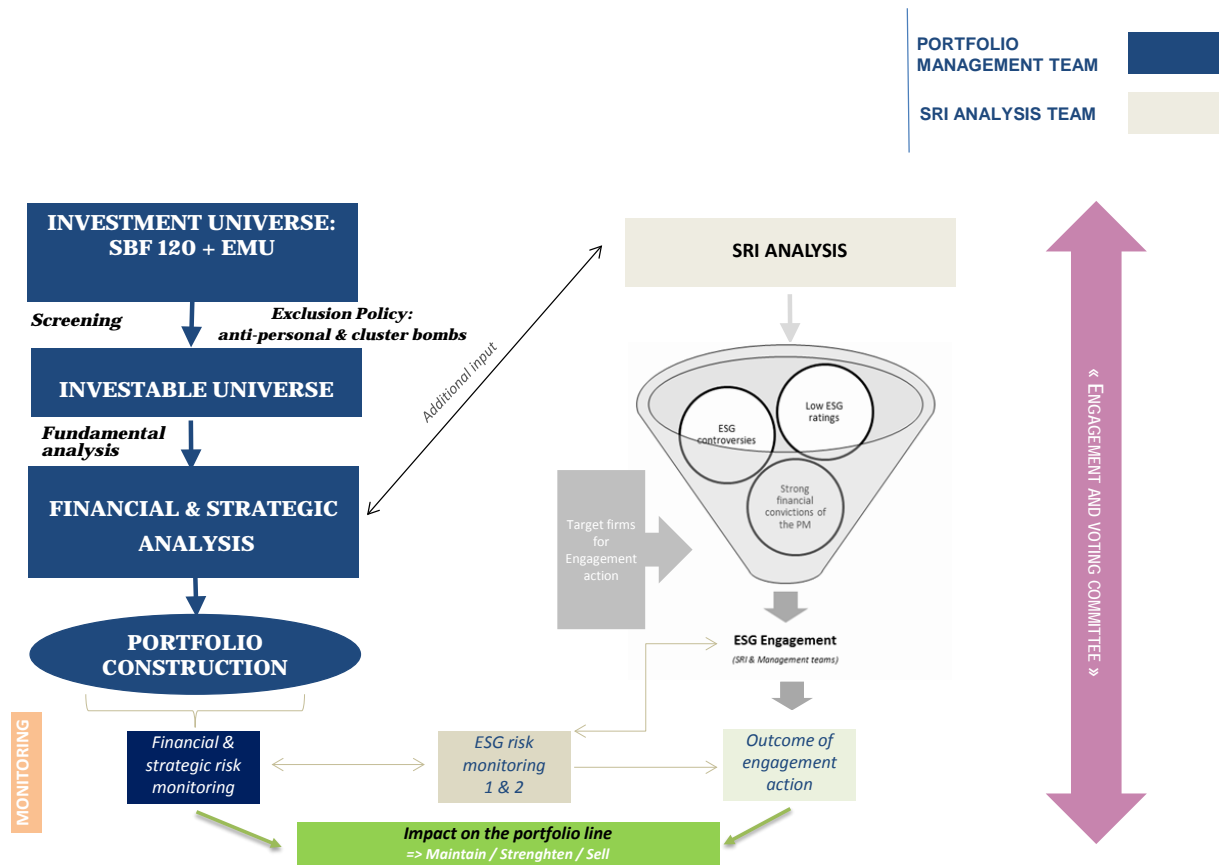 PORTFOLIO
MANAGEMENT TEAM
SRI ANALYSIS TEAM
INVESTMENT UNIVERSE:
SBF 120 + EMU
Screening
Exclusion Policy:
anti-personal & cluster bombs
INVESTABLE UNIVERSE
Fundamental
analysis
FINANCIAL & STRATEGIC
ANALYSIS
PORTFOLIO
CONSTRUCTION
Additional input
SRI ANALYSIS
Low ESG
ratings
ESG
controversies
Strong
financial
convictions of
the PM
Target firms
for
Engagement
action
ESG Engagement
(SRI & Management teams)
MONITORING
Financial &
strategic risk
monitoring
ESG risk
monitoring
1 & 2
Outcome of
engagement
action
Impact on the portfolio line
=> Maintain / Strenghten / Sell
« ENGAGEMENT AND VOTING COMMITTEE »